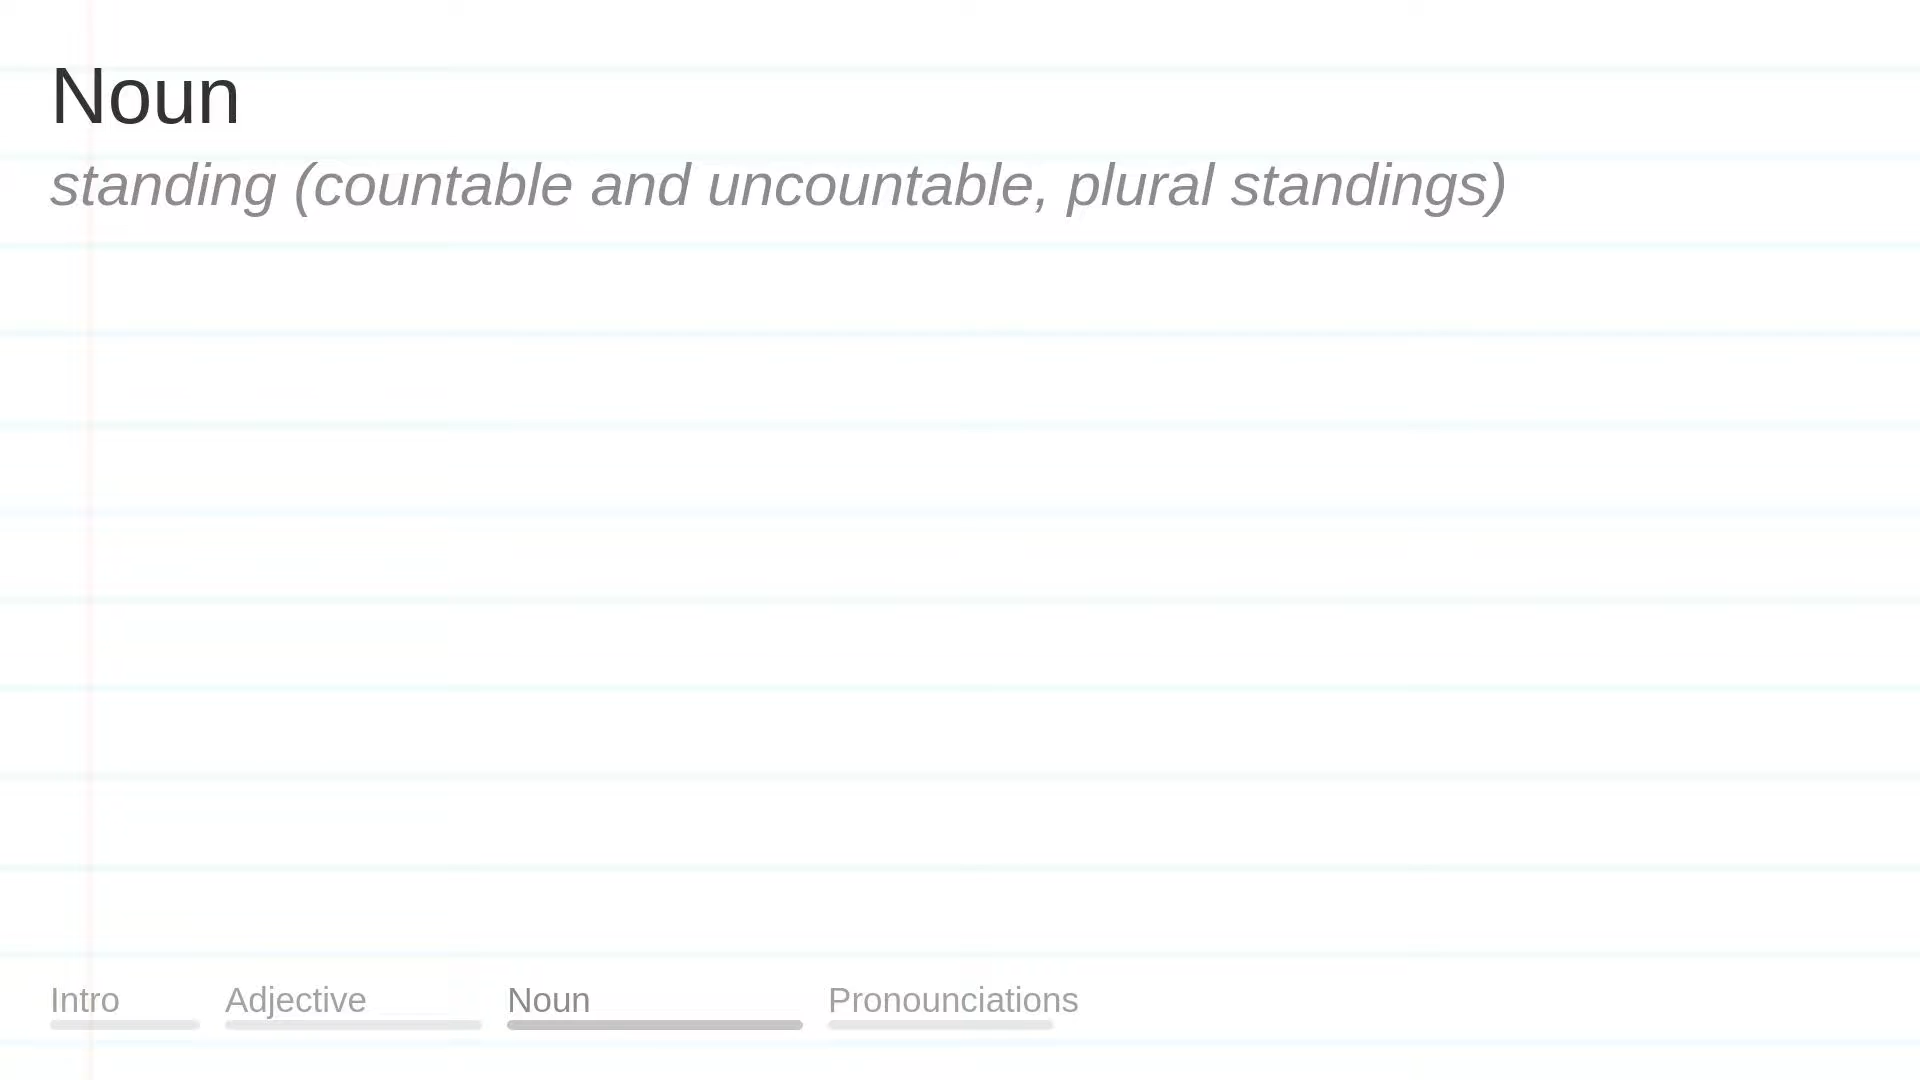 Noun
standing (countable and uncountable, plural standings)
Intro Adjective Noun Pronounciations